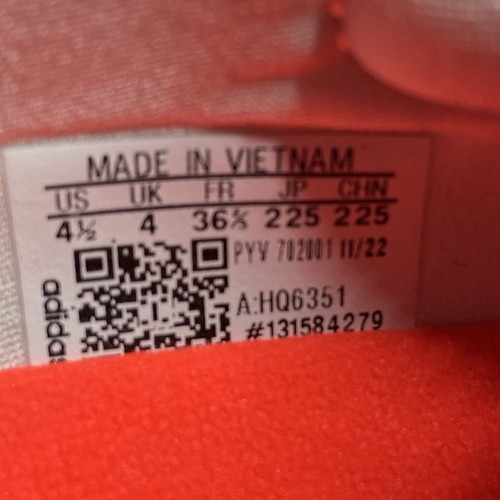 MADE IN VIETNAM
US UK FR JP CHN
4½ 4 36⅔ 225 225
PYV 702001 11/22
A:HQ6351
#131584279
adidas